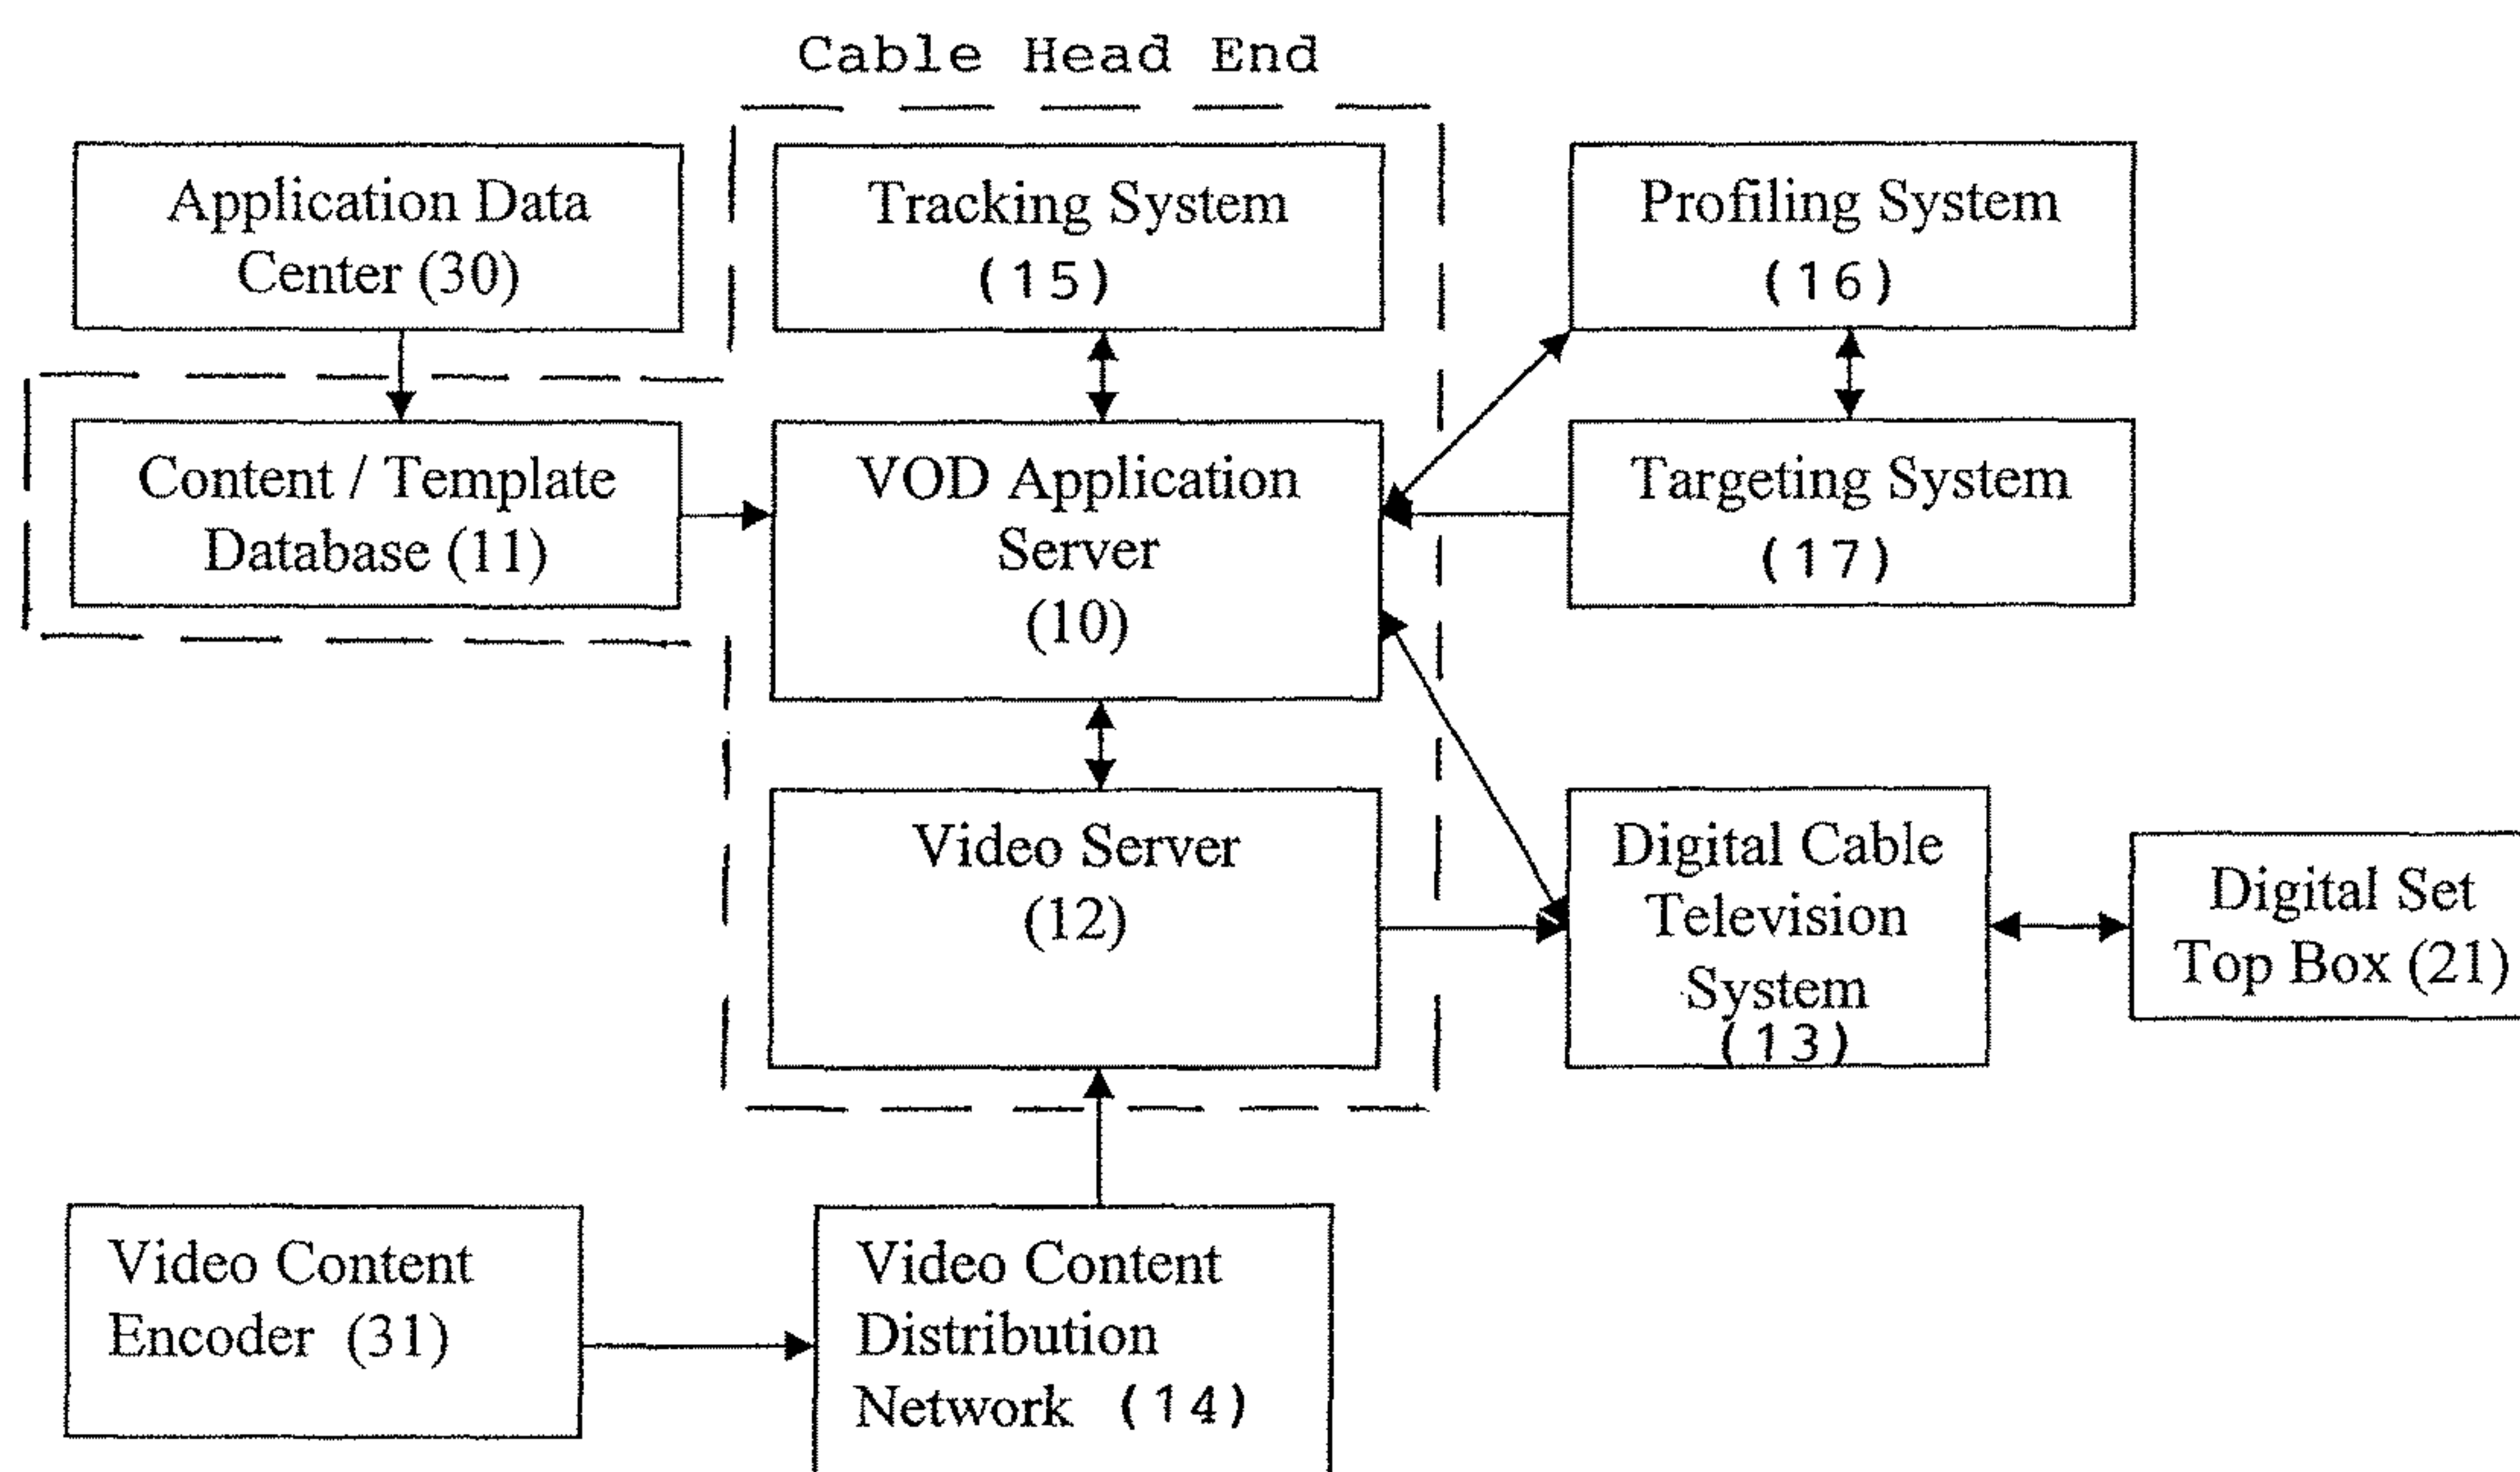 Cable Head End
Application Data
Center (30)
Tracking System
(15)
Profiling System
(16)
Content / Template
Database (11)
VOD Application
Server
(10)
Targeting System
(17)
Video Server
(12)
Digital Cable
Television
System
(13)
Digital Set
Top Box (21)
Video Content
Encoder (31)
Video Content
Distribution
Network (14)